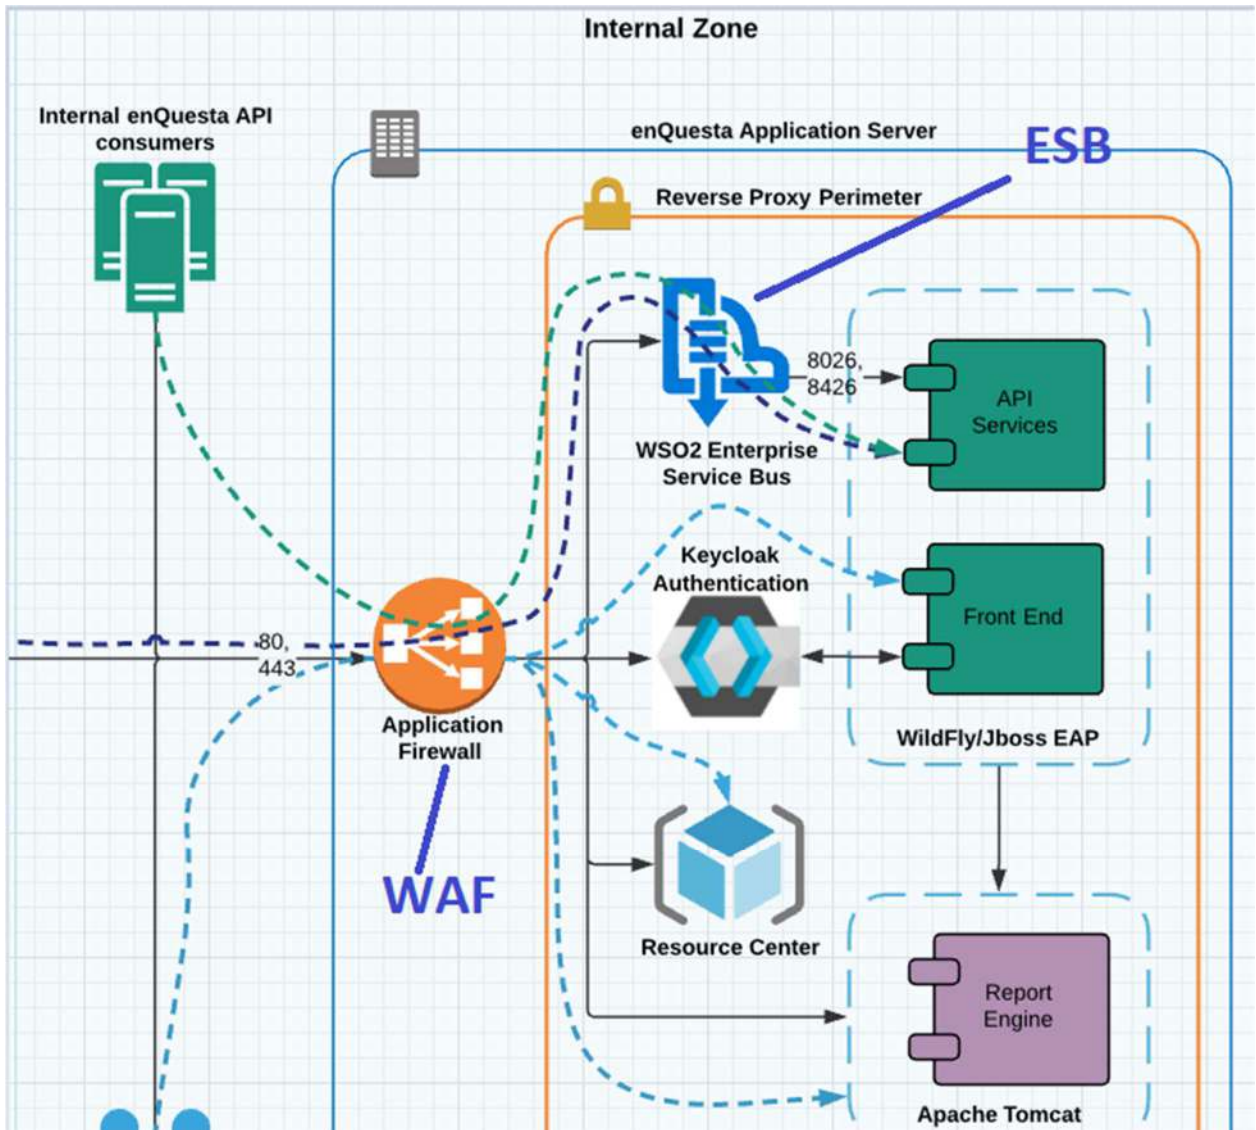 Internal Zone
Internal enQuesta API
consumers
enQuesta Application Server
ESB
Reverse Proxy Perimeter
8026,
8426
API
Services
WSO2 Enterprise
Service Bus
Keycloak
Authentication
Front End
80,
443
Application
Firewall
WildFly/Jboss EAP
WAF
Resource Center
Report
Engine
Apache Tomcat